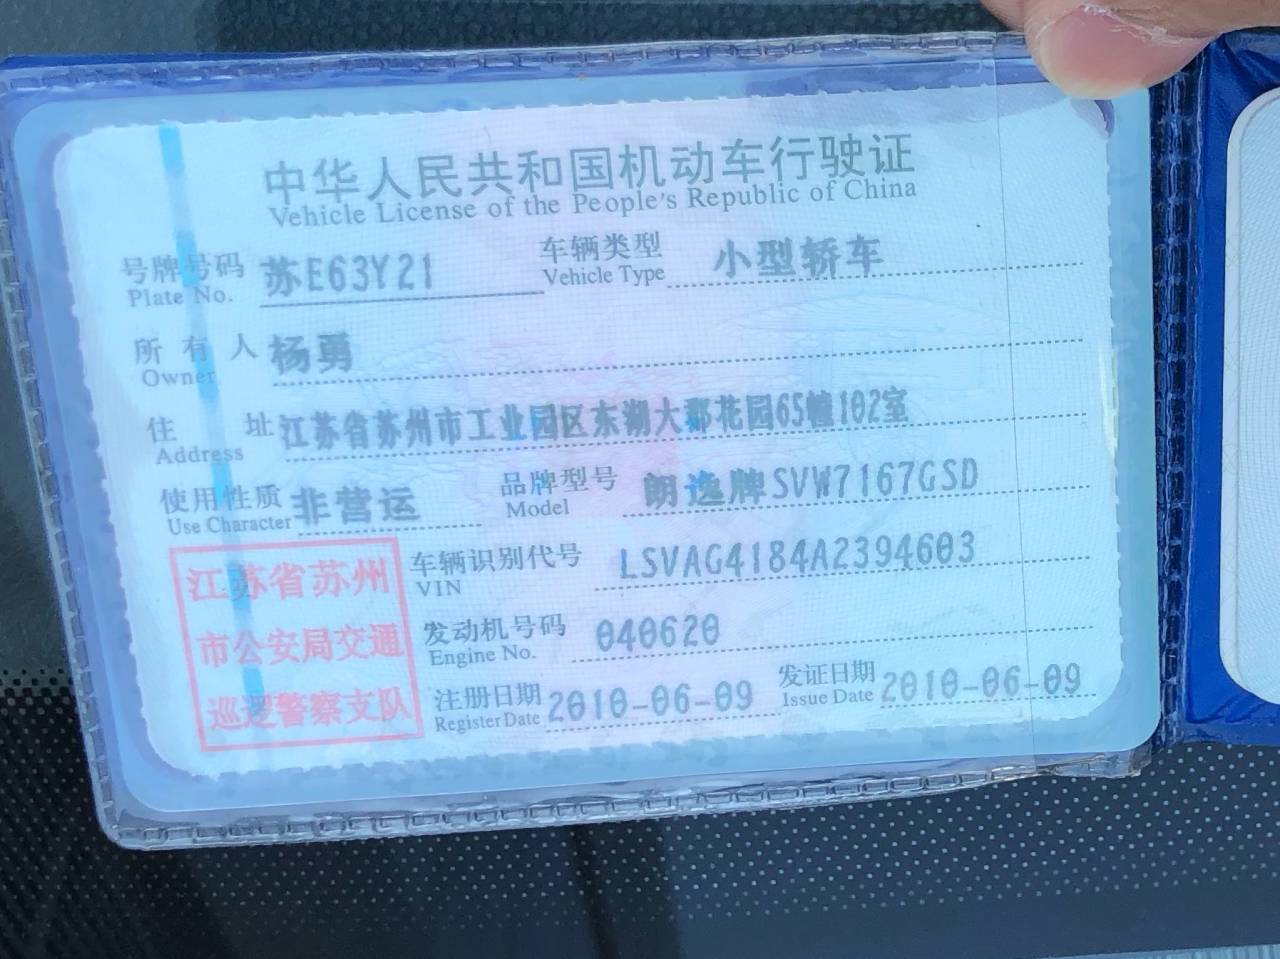 中华人民共和国机动车行驶证
Vehicle License of the People's Republic of China
号牌号码 苏E63Y21 车辆类型 小型轿车
Plate No. Vehicle Type
所有人 杨勇
Owner
住址 江苏省苏州市工业园区东湖大郡花园65幢102室
Address
使用性质 非营运 品牌型号 朗逸牌SVW7167GSD
Use Character Model
江苏省苏州
市公安局交通
巡逻警察支队
车辆识别代号 LSVAG4184A2394603
VIN
发动机号码 040620
Engine No.
注册日期 2010-06-09 发证日期 2010-06-09
Register Date Issue Date